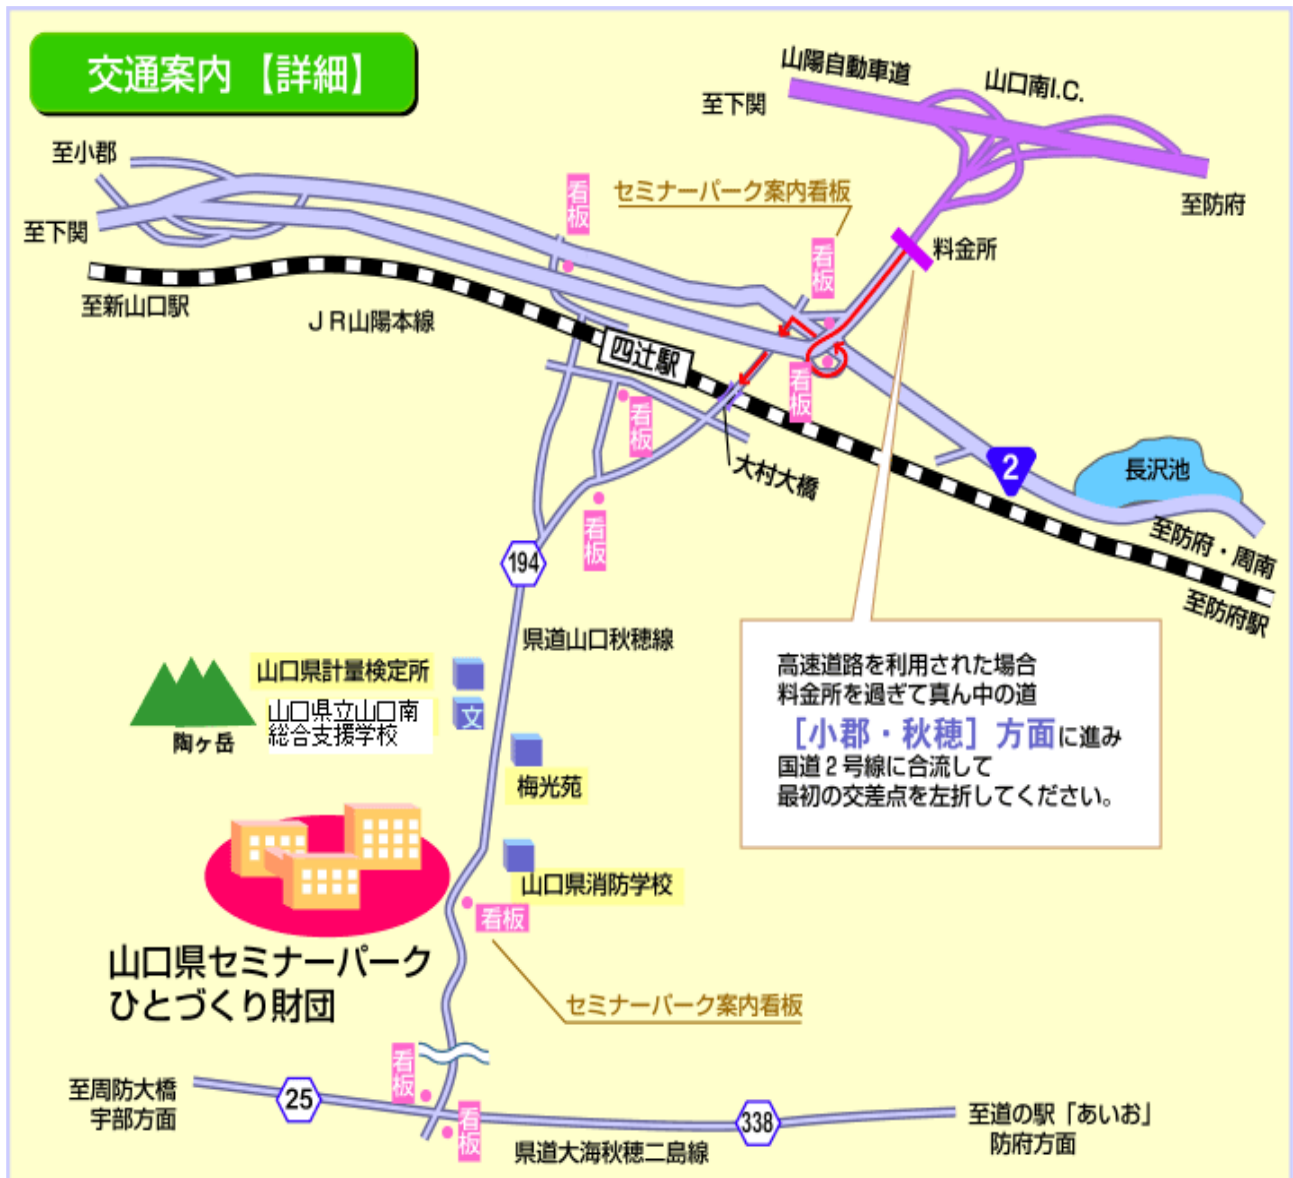 交通案内【詳細】
山陽自動車道
山口南I.C.
至下関
至防府
至小郡
至下関
看板
セミナーパーク案内看板
看板
料金所
至新山口駅
JR山陽本線
四辻駅
看板
看板
大村大橋
2
長沢池
至防府・周南
至防府駅
看板
194
県道山口秋穂線
高速道路を利用された場合
料金所を過ぎて真ん中の道
［小郡・秋穂］方面に進み
国道2号線に合流して
最初の交差点を左折してください。
山口県計量検定所
山口県立山口南
総合支援学校
文
陶ヶ岳
梅光苑
山口県消防学校
看板
山口県セミナーパーク
ひとづくり財団
セミナーパーク案内看板
看板
至周防大橋
宇部方面
25
看板
338
県道大海秋穂二島線
至道の駅「あいお」
防府方面